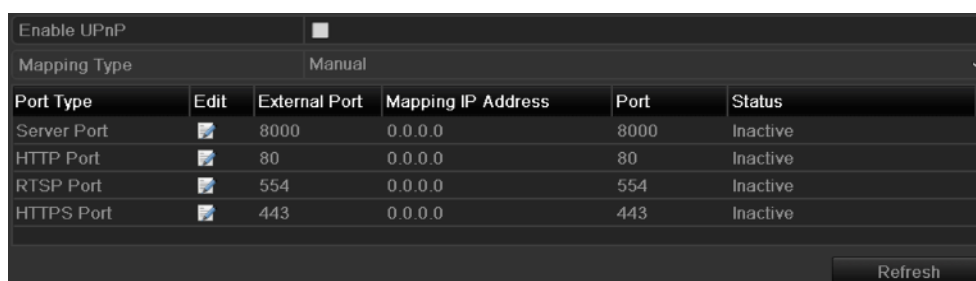 Enable UPnP
Mapping Type Manual
Port Type Edit External Port Mapping IP Address Port Status
Server Port 8000 0.0.0.0 8000 Inactive
HTTP Port 80 0.0.0.0 80 Inactive
RTSP Port 554 0.0.0.0 554 Inactive
HTTPS Port 443 0.0.0.0 443 Inactive
Refresh